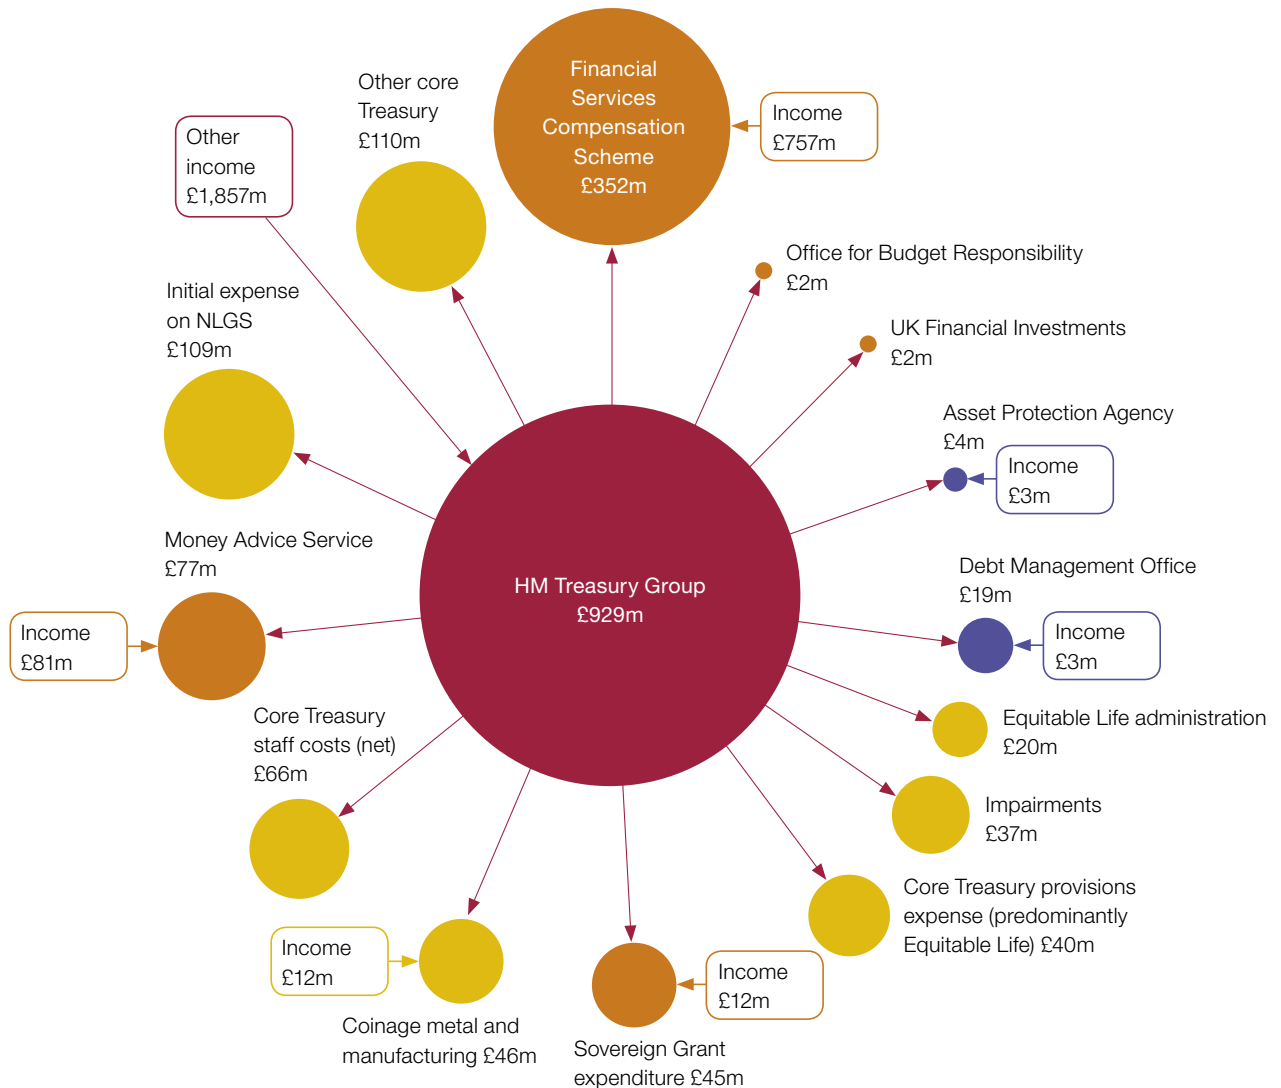 Financial
Services
Compensation
Scheme
£352m
Income
£757m
Other core
Treasury
£110m
Other
income
£1,857m
Office for Budget Responsibility
£2m
Initial expense
on NLGS
£109m
UK Financial Investments
£2m
Asset Protection Agency
£4m
Income
£3m
Money Advice Service
£77m
HM Treasury Group
£929m
Debt Management Office
£19m
Income
£3m
Income
£81m
Core Treasury
staff costs (net)
£66m
Equitable Life administration
£20m
Impairments
£37m
Core Treasury provisions
expense (predominantly
Equitable Life) £40m
Income
£12m
Income
£12m
Coinage metal and
manufacturing £46m
Sovereign Grant
expenditure £45m